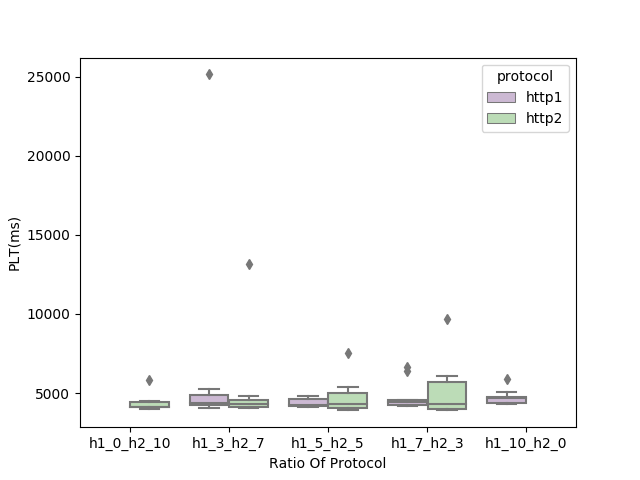 protocol
http1
http2
25000
20000
15000
10000
5000
PLT(ms)
h1_0_h2_10 h1_3_h2_7 h1_5_h2_5 h1_7_h2_3 h1_10_h2_0
Ratio Of Protocol